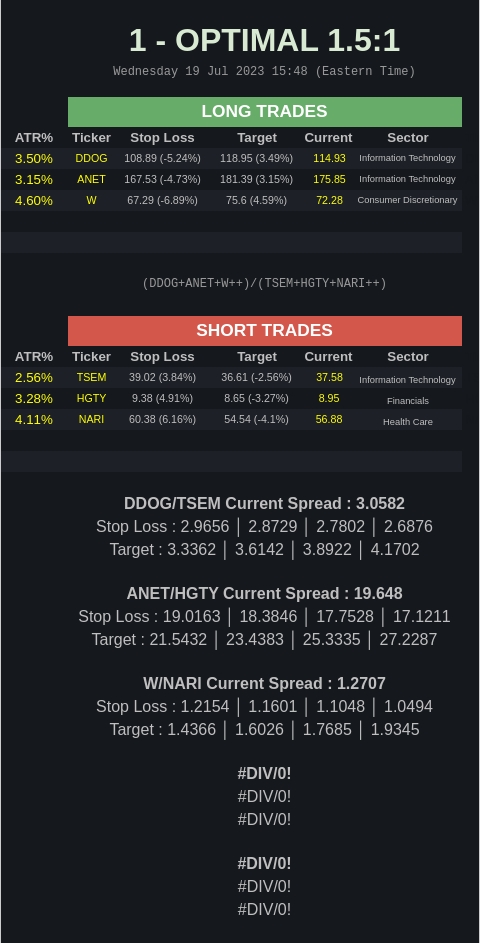 1 - OPTIMAL 1.5:1
Wednesday 19 Jul 2023 15:48 (Eastern Time)
LONG TRADES
ATR% Ticker Stop Loss Target Current Sector
3.50% DDOG 108.89 (-5.24%) 118.95 (3.49%) 114.93 Information Technology
3.15% ANET 167.53 (-4.73%) 181.39 (3.15%) 175.85 Information Technology
4.60% W 67.29 (-6.89%) 75.6 (4.59%) 72.28 Consumer Discretionary
(DDOG+ANET+W++)/(TSEM+HGTY+NARI++)
SHORT TRADES
ATR% Ticker Stop Loss Target Current Sector
2.56% TSEM 39.02 (3.84%) 36.61 (-2.56%) 37.58 Information Technology
3.28% HGTY 9.38 (4.91%) 8.65 (-3.27%) 8.95 Financials
4.11% NARI 60.38 (6.16%) 54.54 (-4.1%) 56.88 Health Care
DDOG/TSEM Current Spread : 3.0582
Stop Loss : 2.9656 │ 2.8729 │ 2.7802 │ 2.6876
Target : 3.3362 │ 3.6142 │ 3.8922 │ 4.1702
ANET/HGTY Current Spread : 19.648
Stop Loss : 19.0163 │ 18.3846 │ 17.7528 │ 17.1211
Target : 21.5432 │ 23.4383 │ 25.3335 │ 27.2287
W/NARI Current Spread : 1.2707
Stop Loss : 1.2154 │ 1.1601 │ 1.1048 │ 1.0494
Target : 1.4366 │ 1.6026 │ 1.7685 │ 1.9345
#DIV/0!
#DIV/0!
#DIV/0!
#DIV/0!
#DIV/0!
#DIV/0!